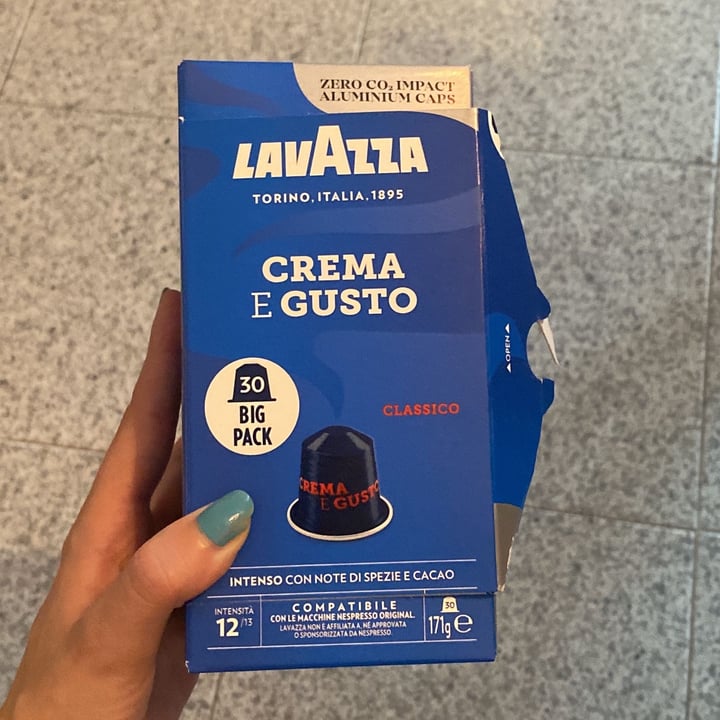 ZERO CO₂ IMPACT
ALUMINIUM CAPS
LAVAZZA
TORINO, ITALIA, 1895
CREMA
E GUSTO
30
BIG
PACK
CLASSICO
CREMA
E GUSTO
OPEN
INTENSO CON NOTE DI SPEZIE E CACAO
INTENSITÀ
12/13
COMPATIBILE
CON LE MACCHINE NESPRESSO ORIGINAL.
LAVAZZA NON È AFFILIATA A, NÉ APPROVATA
O SPONSORIZZATA DA NESPRESSO.
30
171g ℮